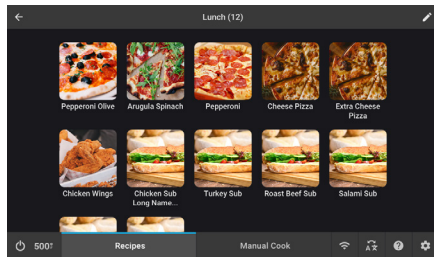 Lunch (12)
Pepperoni Olive
Arugula Spinach
Pepperoni
Cheese Pizza
Extra Cheese
Pizza
Chicken Wings
Chicken Sub
Long Name...
Turkey Sub
Roast Beef Sub
Salami Sub
500°
Recipes
Manual Cook